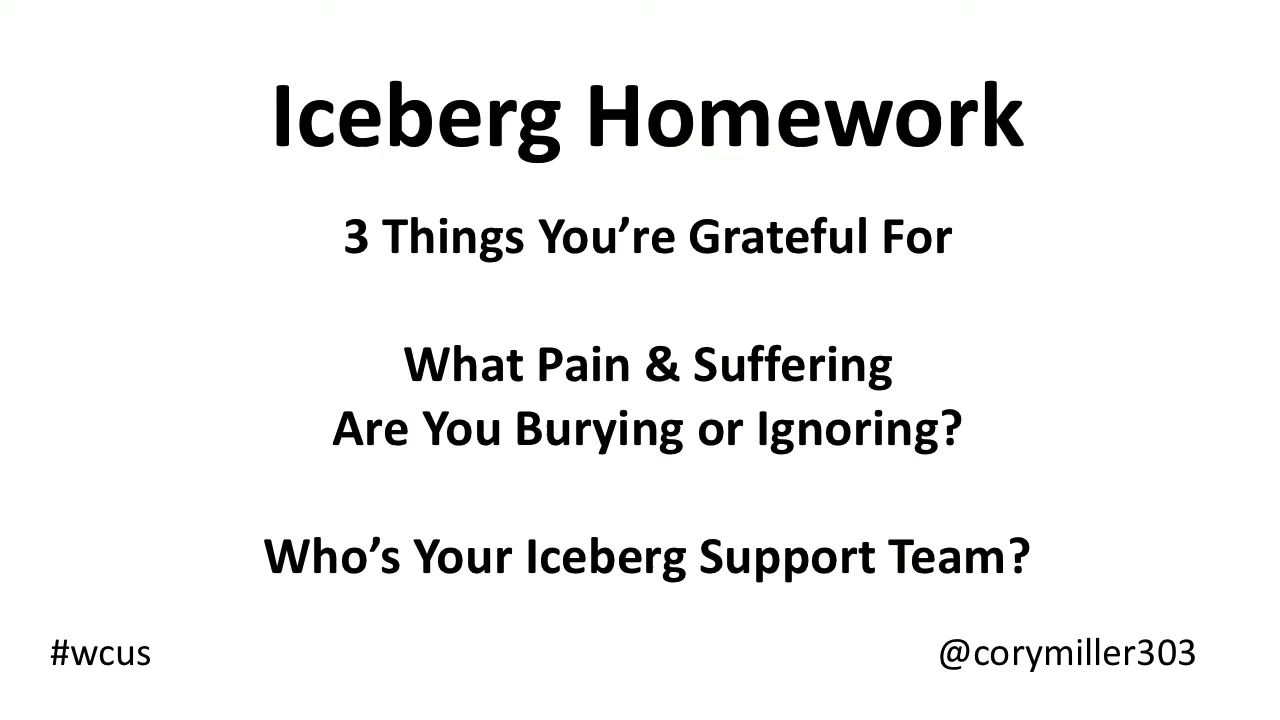 Iceberg Homework
3 Things You’re Grateful For
What Pain & Suffering
Are You Burying or Ignoring?
Who’s Your Iceberg Support Team?
#wcus
@corymiller303